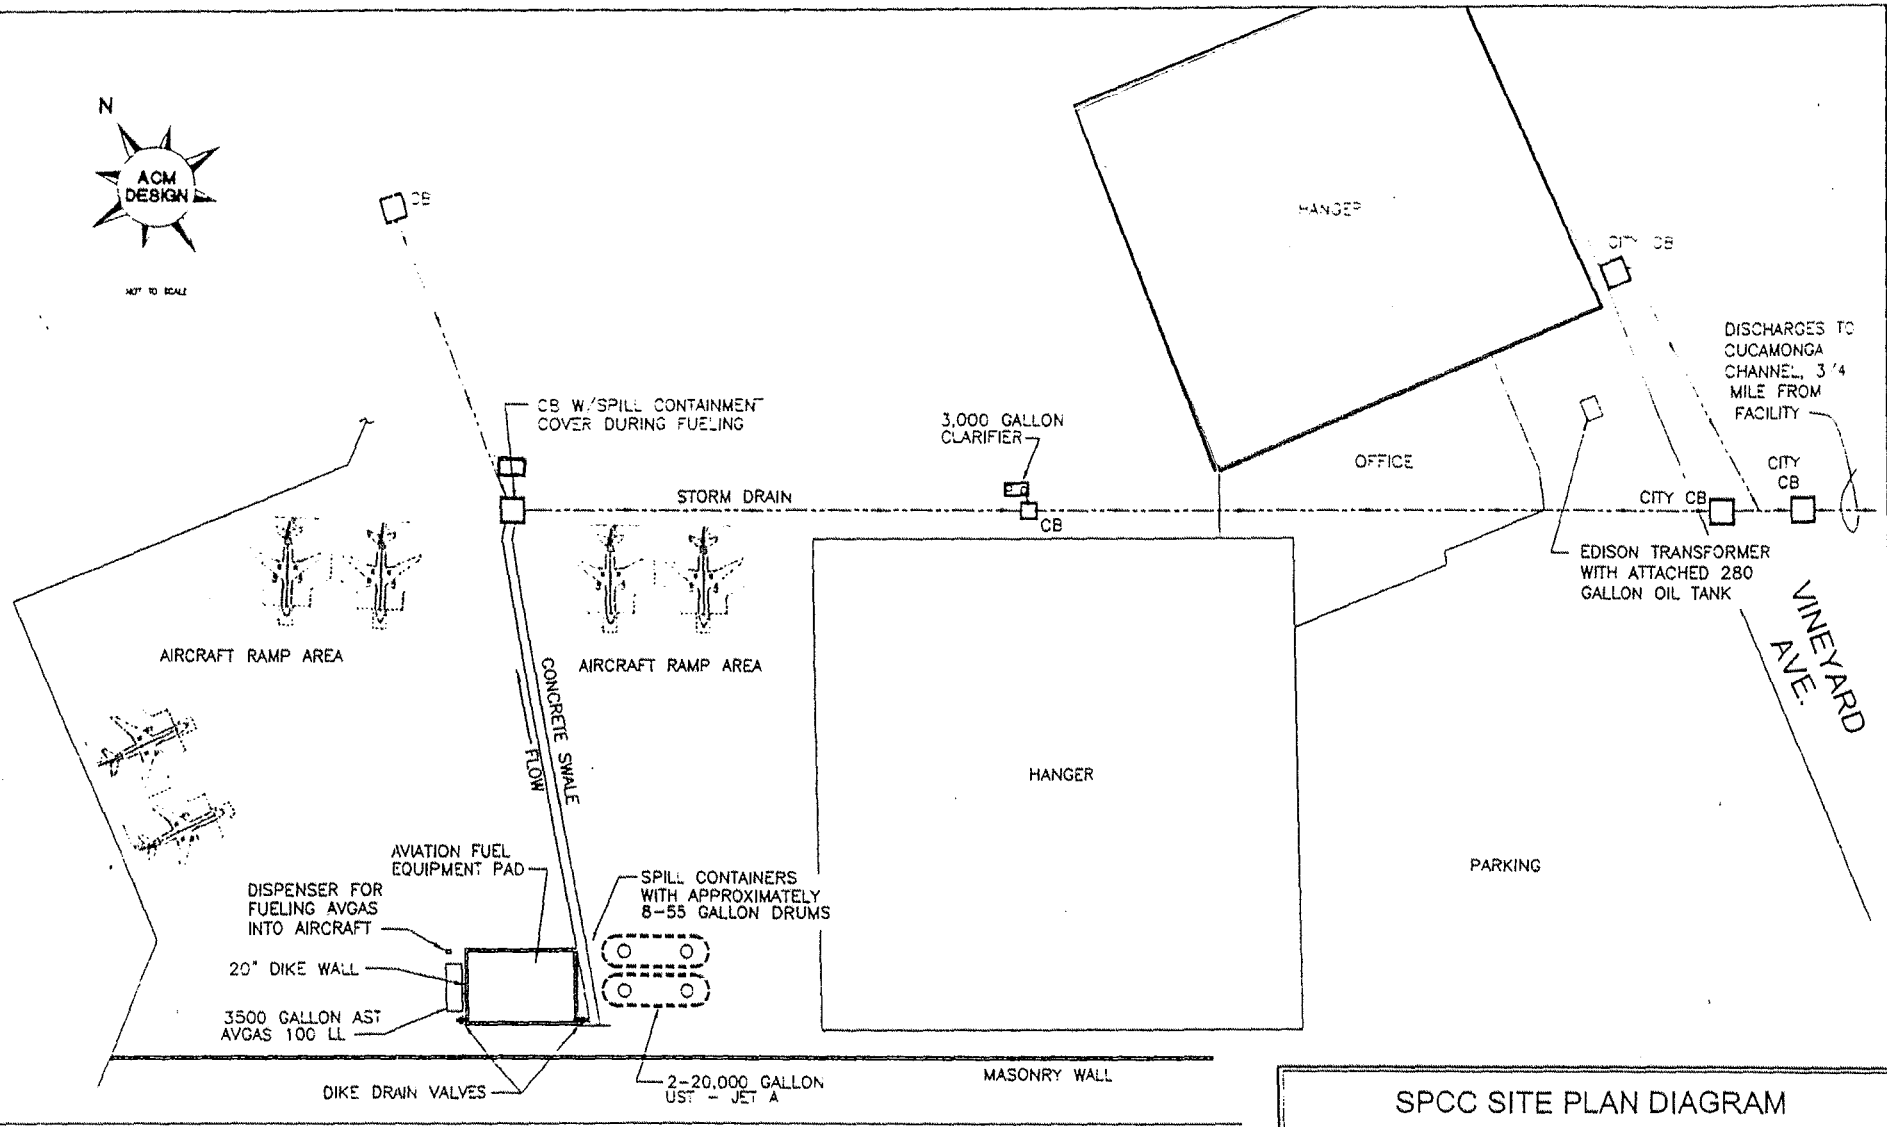 N
ACM
DESIGN
NOT TO SCALE
CB
HANGER
CITY CB
DISCHARGES TO
CUCAMONGA
CHANNEL, 3/4
MILE FROM
FACILITY
CB W/SPILL CONTAINMENT
COVER DURING FUELING
3,000 GALLON
CLARIFIER
OFFICE
CITY
CB
STORM DRAIN
CB
CITY CB
EDISON TRANSFORMER
WITH ATTACHED 280
GALLON OIL TANK
VINEYARD
AVE.
AIRCRAFT RAMP AREA
AIRCRAFT RAMP AREA
CONCRETE SWALE
FLOW
HANGER
PARKING
AVIATION FUEL
EQUIPMENT PAD
SPILL CONTAINERS
WITH APPROXIMATELY
8-55 GALLON DRUMS
DISPENSER FOR
FUELING AVGAS
INTO AIRCRAFT
20" DIKE WALL
3500 GALLON AST
AVGAS 100 LL
DIKE DRAIN VALVES
2-20,000 GALLON
UST - JET A
MASONRY WALL
SPCC SITE PLAN DIAGRAM